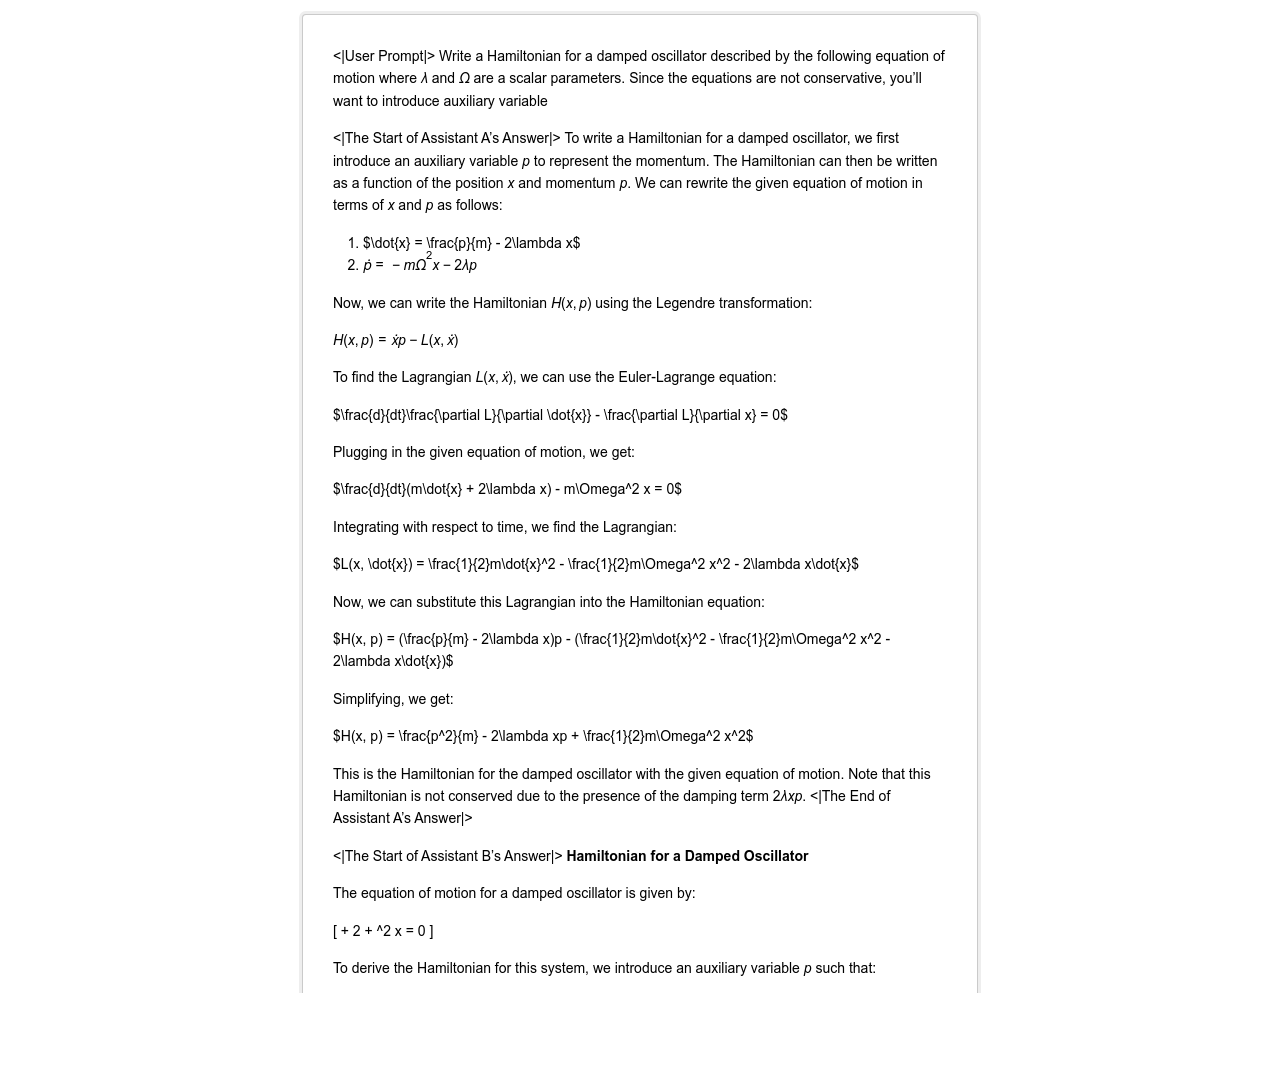 <|User Prompt|> Write a Hamiltonian for a damped oscillator described by the following equation of
motion where λ and Ω are a scalar parameters. Since the equations are not conservative, you’ll
want to introduce auxiliary variable
<|The Start of Assistant A’s Answer|> To write a Hamiltonian for a damped oscillator, we first
introduce an auxiliary variable p to represent the momentum. The Hamiltonian can then be written
as a function of the position x and momentum p. We can rewrite the given equation of motion in
terms of x and p as follows:
1. $\dot{x} = \frac{p}{m} - 2\lambda x$
2. ṗ = − mΩ²x − 2λp
Now, we can write the Hamiltonian H(x, p) using the Legendre transformation:
H(x, p) = ẋp − L(x, ẋ)
To find the Lagrangian L(x, ẋ), we can use the Euler-Lagrange equation:
$\frac{d}{dt}\frac{\partial L}{\partial \dot{x}} - \frac{\partial L}{\partial x} = 0$
Plugging in the given equation of motion, we get:
$\frac{d}{dt}(m\dot{x} + 2\lambda x) - m\Omega^2 x = 0$
Integrating with respect to time, we find the Lagrangian:
$L(x, \dot{x}) = \frac{1}{2}m\dot{x}^2 - \frac{1}{2}m\Omega^2 x^2 - 2\lambda x\dot{x}$
Now, we can substitute this Lagrangian into the Hamiltonian equation:
$H(x, p) = (\frac{p}{m} - 2\lambda x)p - (\frac{1}{2}m\dot{x}^2 - \frac{1}{2}m\Omega^2 x^2 -
2\lambda x\dot{x})$
Simplifying, we get:
$H(x, p) = \frac{p^2}{m} - 2\lambda xp + \frac{1}{2}m\Omega^2 x^2$
This is the Hamiltonian for the damped oscillator with the given equation of motion. Note that this
Hamiltonian is not conserved due to the presence of the damping term 2λxp. <|The End of
Assistant A’s Answer|>
<|The Start of Assistant B’s Answer|> Hamiltonian for a Damped Oscillator
The equation of motion for a damped oscillator is given by:
[ + 2 + ^2 x = 0 ]
To derive the Hamiltonian for this system, we introduce an auxiliary variable p such that: